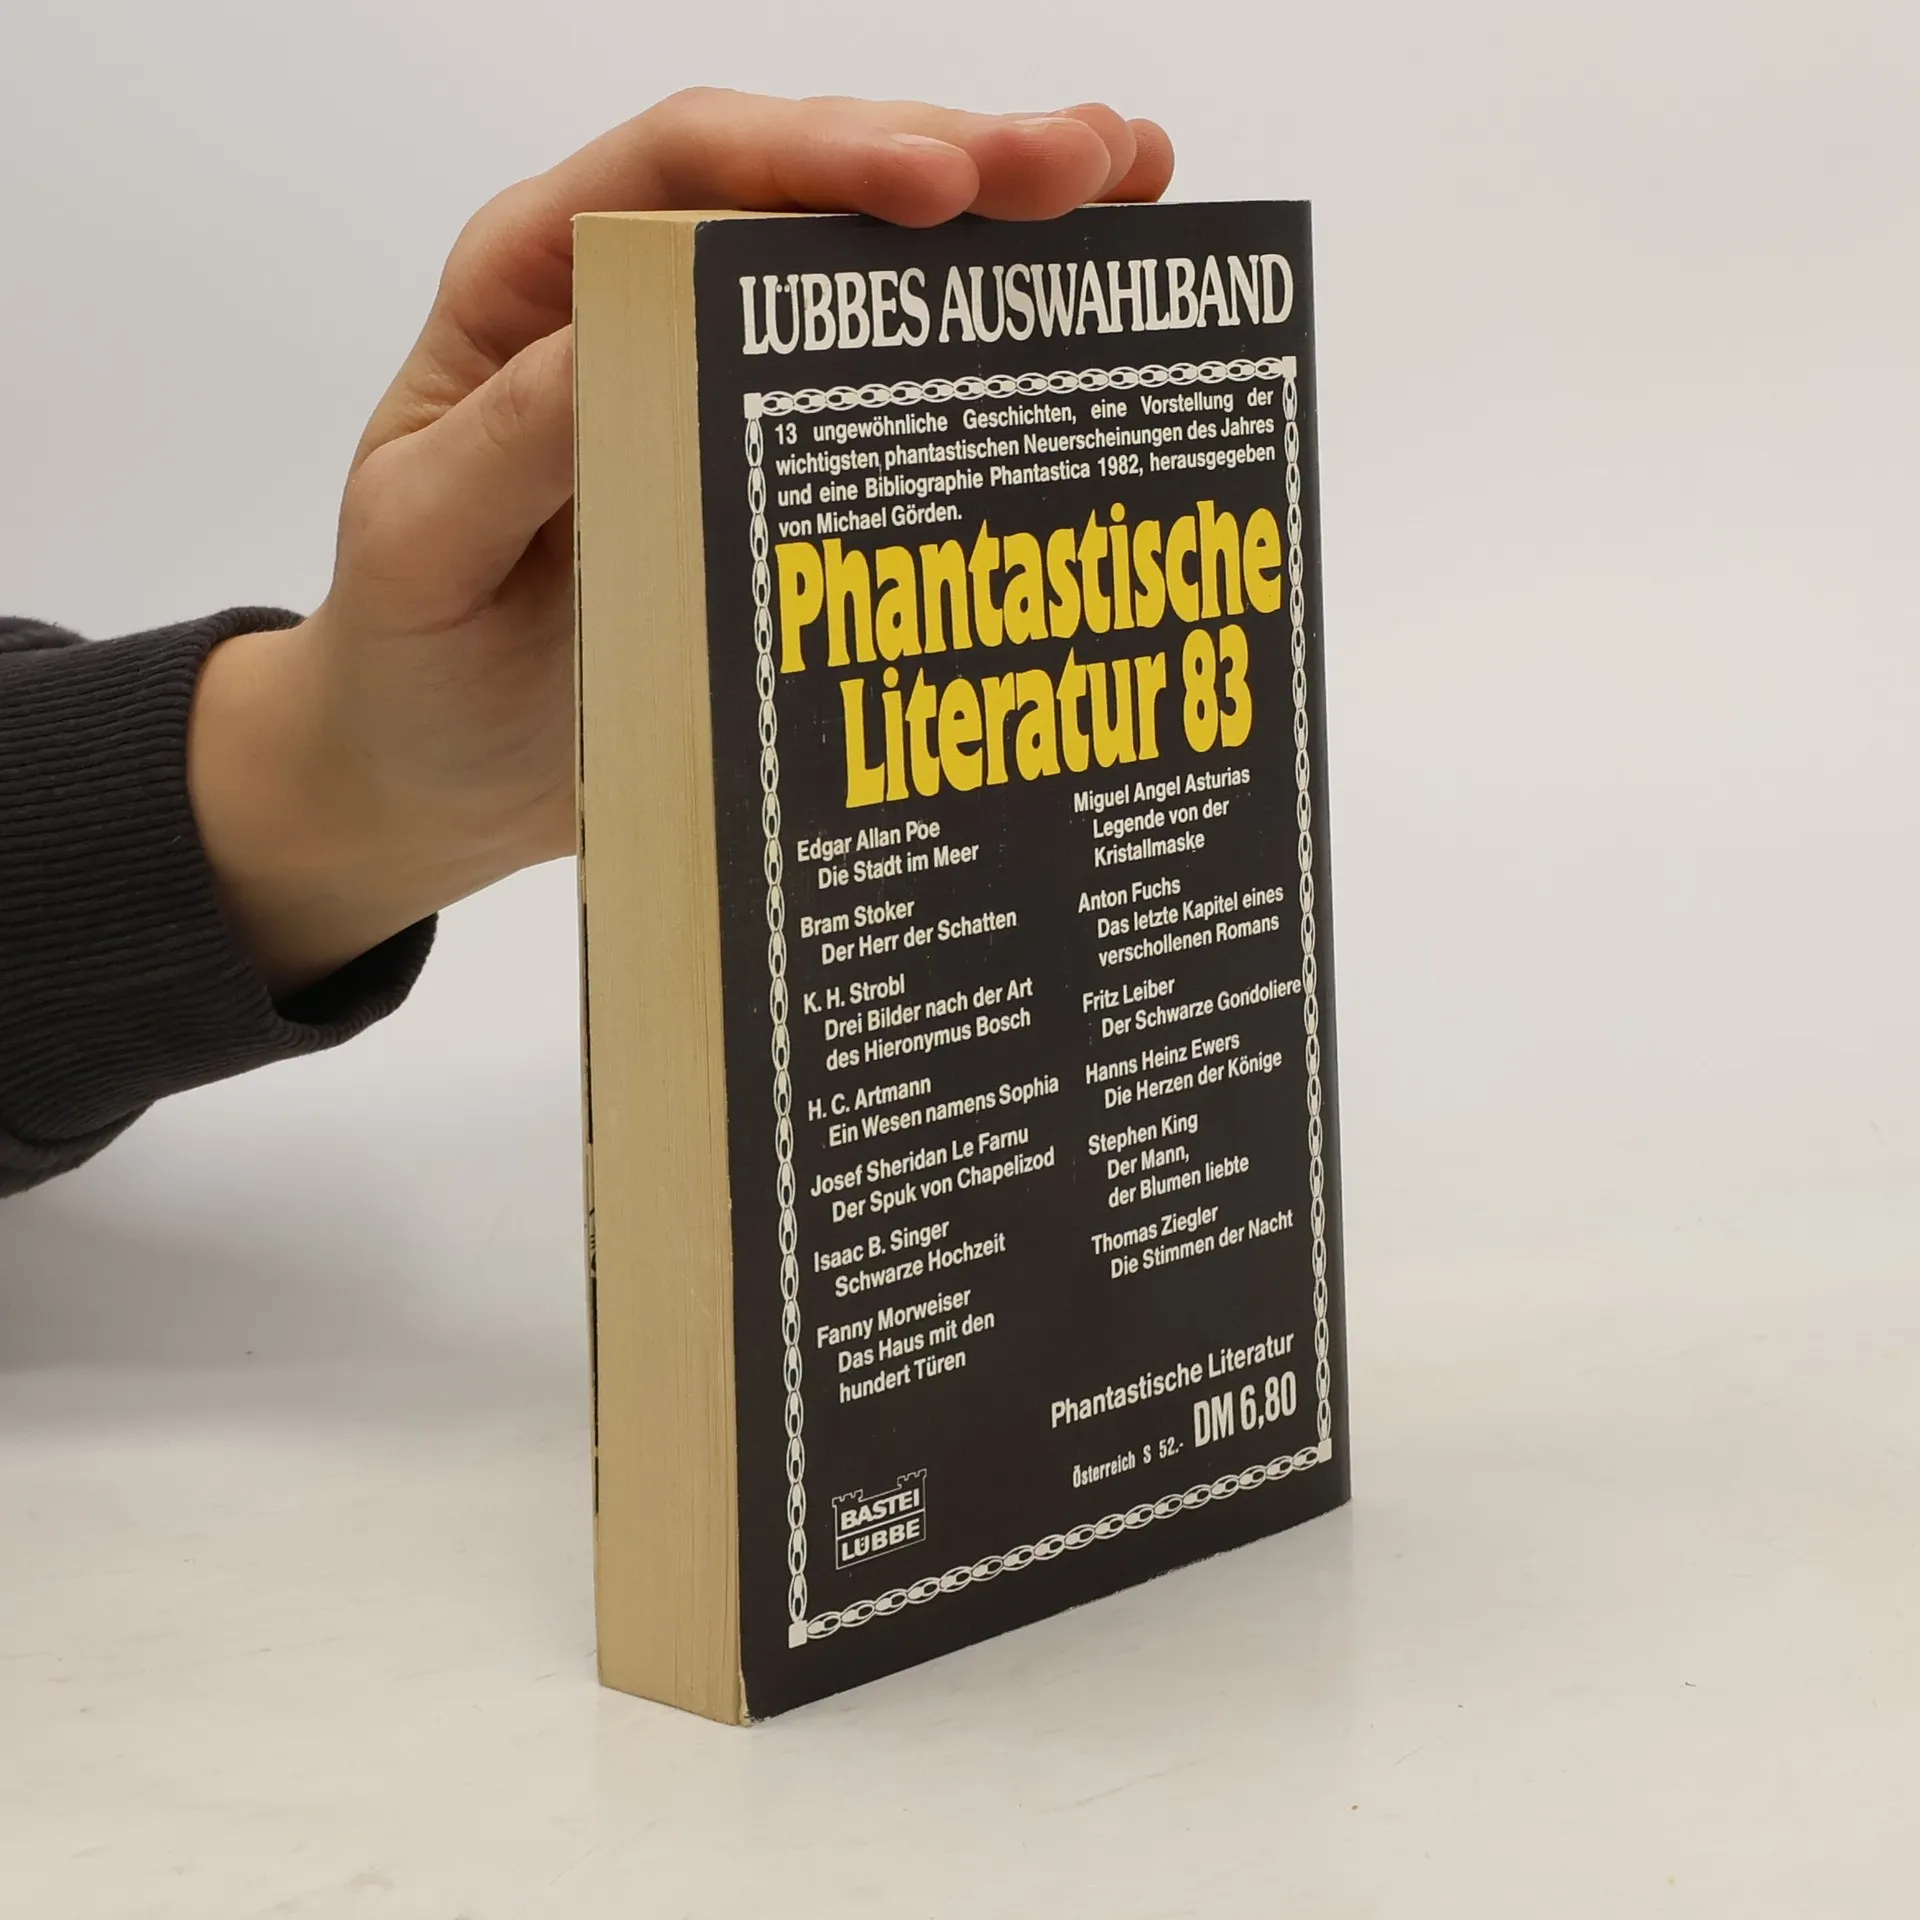 LÜBBES AUSWAHLBAND
13 ungewöhnliche Geschichten, eine Vorstellung der
wichtigsten phantastischen Neuerscheinungen des Jahres
und eine Bibliographie Phantastica 1982, herausgegeben
von Michael Görden.
Phantastische
Literatur 83
Edgar Allan Poe
Die Stadt im Meer
Bram Stoker
Der Herr der Schatten
K. H. Strobl
Drei Bilder nach der Art
des Hieronymus Bosch
H. C. Artmann
Ein Wesen namens Sophia
Josef Sheridan Le Farnu
Der Spuk von Chapelizod
Isaac B. Singer
Schwarze Hochzeit
Fanny Morweiser
Das Haus mit den
hundert Türen
Miguel Angel Asturias
Legende von der
Kristallmaske
Anton Fuchs
Das letzte Kapitel eines
verschollenen Romans
Fritz Leiber
Der Schwarze Gondoliere
Hanns Heinz Ewers
Die Herzen der Könige
Stephen King
Der Mann,
der Blumen liebte
Thomas Ziegler
Die Stimmen der Nacht
Phantastische Literatur
Österreich S 52.- DM 6,80
BASTEI
LÜBBE